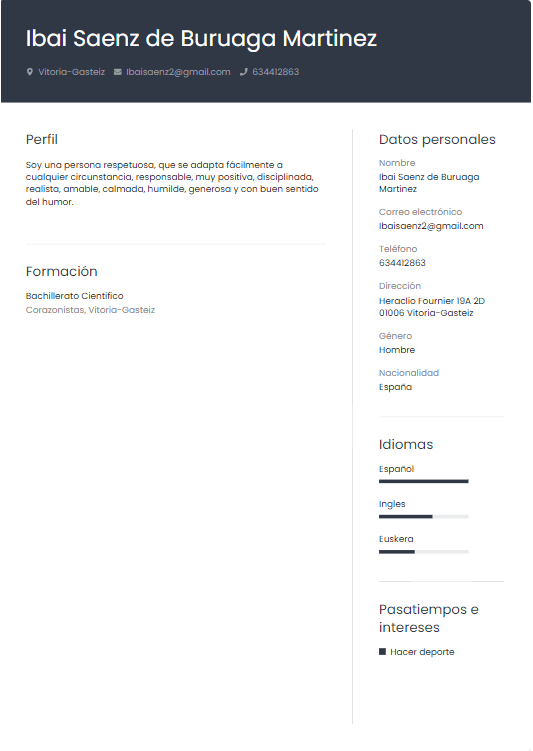 Ibai Saenz de Buruaga Martinez
Vitoria-Gasteiz Ibaisaenz2@gmail.com 634412863
Perfil
Soy una persona respetuosa, que se adapta fácilmente a
cualquier circunstancia, responsable, muy positiva, disciplinada,
realista, amable, calmada, humilde, generosa y con buen sentido
del humor.
Formación
Bachillerato Cientifico
Corazonistas, Vitoria-Gasteiz
Datos personales
Nombre
Ibai Saenz de Buruaga
Martinez
Correo electrónico
Ibaisaenz2@gmail.com
Teléfono
634412863
Dirección
Heraclio Fournier 19A 2D
01006 Vitoria-Gasteiz
Género
Hombre
Nacionalidad
España
Idiomas
Español
Ingles
Euskera
Pasatiempos e
intereses
Hacer deporte